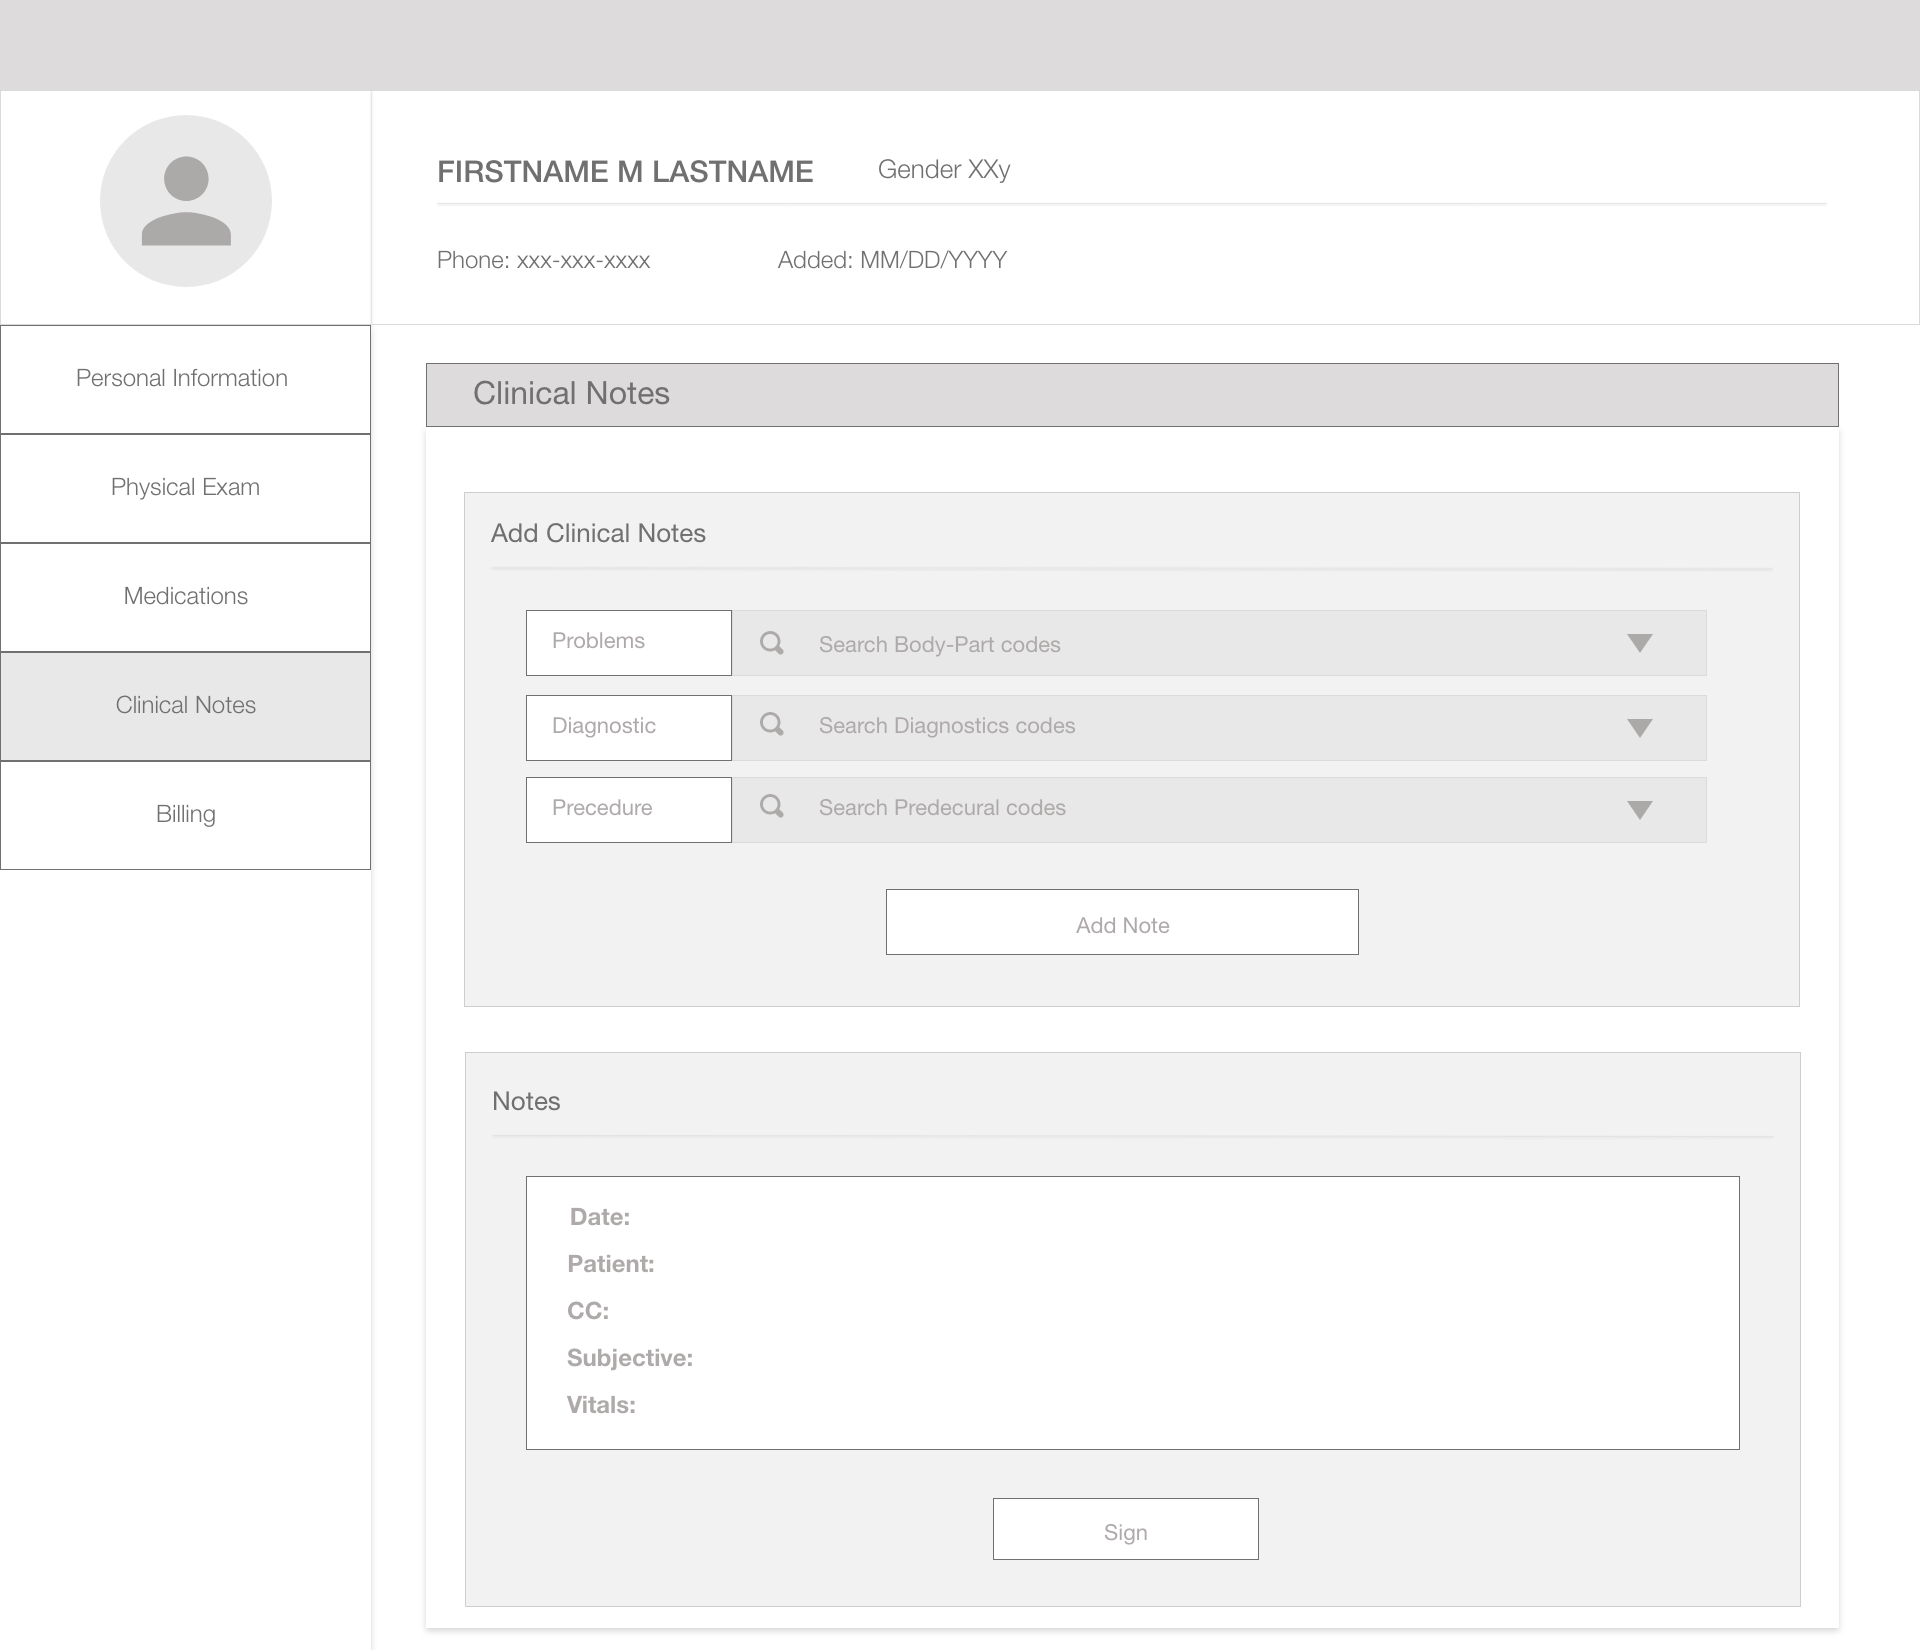 FIRSTNAME M LASTNAME Gender XXy
Phone: xxx-xxx-xxxx Added: MM/DD/YYYY
Personal Information
Physical Exam
Medications
Clinical Notes
Billing
Clinical Notes
Add Clinical Notes
Problems Search Body-Part codes
Diagnostic Search Diagnostics codes
Precedure Search Predecural codes
Add Note
Notes
Date:
Patient:
CC:
Subjective:
Vitals:
Sign